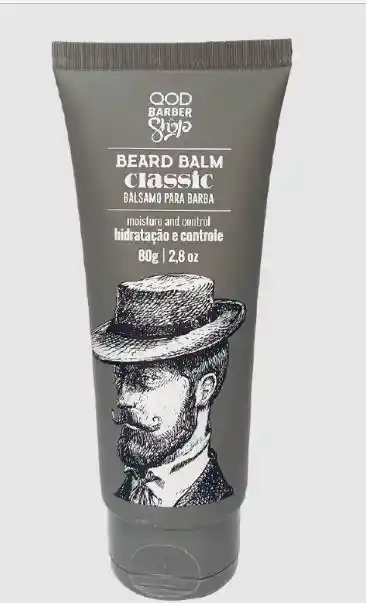 QOD
BARBER
Shop
BEARD BALM
classic
BÁLSAMO PARA BARBA
moisture and control
hidratação e controle
80g | 2,8 oz